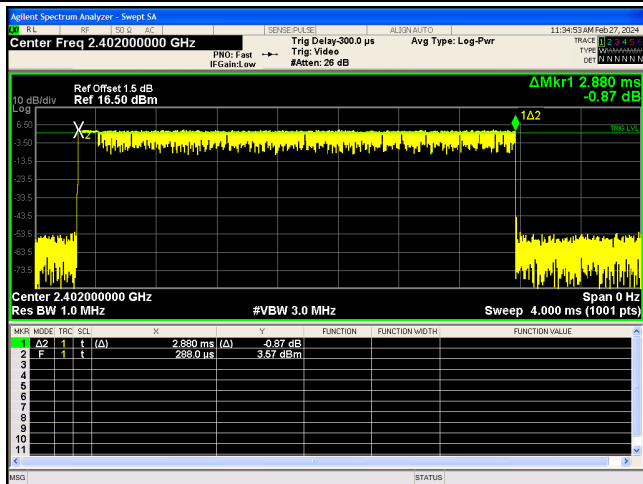 Agilent Spectrum Analyzer - Swept SA
LXI RL RF 50 Ω AC SENSE:PULSE ALIGN AUTO 11:34:53 AM Feb 27, 2024
Center Freq 2.402000000 GHz
Trig Delay-300.0 µs Avg Type: Log-Pwr TRACE 1 2 3 4 5 6
PNO: Fast Trig: Video TYPE
IFGain:Low #Atten: 26 dB DET N N N N N N
ΔMkr1 2.880 ms
-0.87 dB
Ref Offset 1.5 dB
10 dB/div Ref 16.50 dBm
Log
6.50
-3.50
-13.5
-23.5
-33.5
-43.5
-53.5
-63.5
-73.5
X2
1Δ2
TRIG LVL
Center 2.402000000 GHz Span 0 Hz
Res BW 1.0 MHz #VBW 3.0 MHz Sweep 4.000 ms (1001 pts)
MKR MODE TRC SCL X Y FUNCTION FUNCTION WIDTH FUNCTION VALUE
1 Δ2 1 t (Δ) 2.880 ms (Δ) -0.87 dB
2 F 1 t 288.0 µs 3.57 dBm
3
4
5
6
7
8
9
10
11
MSG STATUS